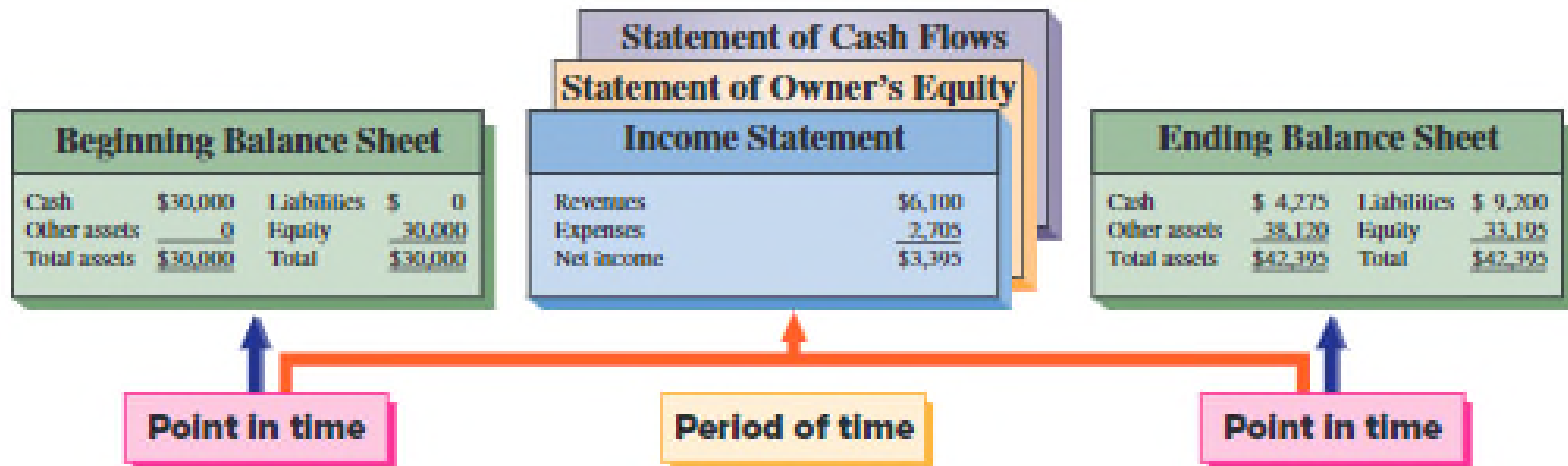 Statement of Cash Flows
Statement of Owner's Equity
Beginning Balance Sheet
Cash $30,000 Liabilities $ 0
Other assets 0 Equity 30,000
Total assets $30,000 Total $30,000
Income Statement
Revenues $6,100
Expenses 2,705
Net income $3,395
Ending Balance Sheet
Cash $ 4,275 Liabilities $ 9,200
Other assets 38,120 Equity 33,195
Total assets $42,395 Total $42,395
Point in time
Period of time
Point in time